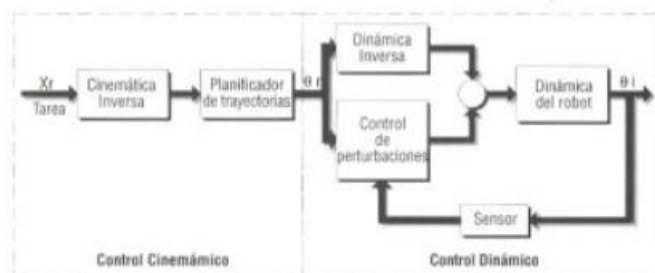 Xr
Tarea
Cinemática
Inversa
Planificador
de trayectorias
θ r
Dinámica
Inversa
Control
de
perturbaciones
Dinámica
del robot
θ i
Sensor
Control Cinemámico
Control Dinámico